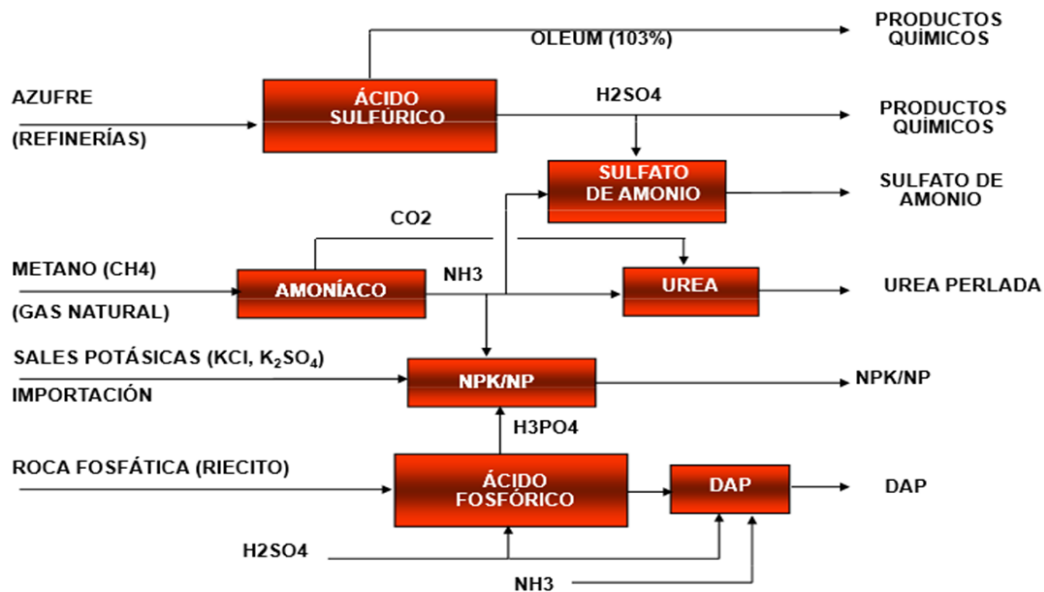 PRODUCTOS
QUÍMICOS
OLEUM (103%)
AZUFRE
(REFINERÍAS)
ÁCIDO
SULFÚRICO
H2SO4
PRODUCTOS
QUÍMICOS
SULFATO
DE AMONIO
SULFATO DE
AMONIO
CO2
METANO (CH4)
(GAS NATURAL)
AMONÍACO
NH3
UREA
UREA PERLADA
SALES POTÁSICAS (KCl, K₂SO₄)
IMPORTACIÓN
NPK/NP
NPK/NP
H3PO4
ROCA FOSFÁTICA (RIECITO)
ÁCIDO
FOSFÓRICO
DAP
DAP
H2SO4
NH3